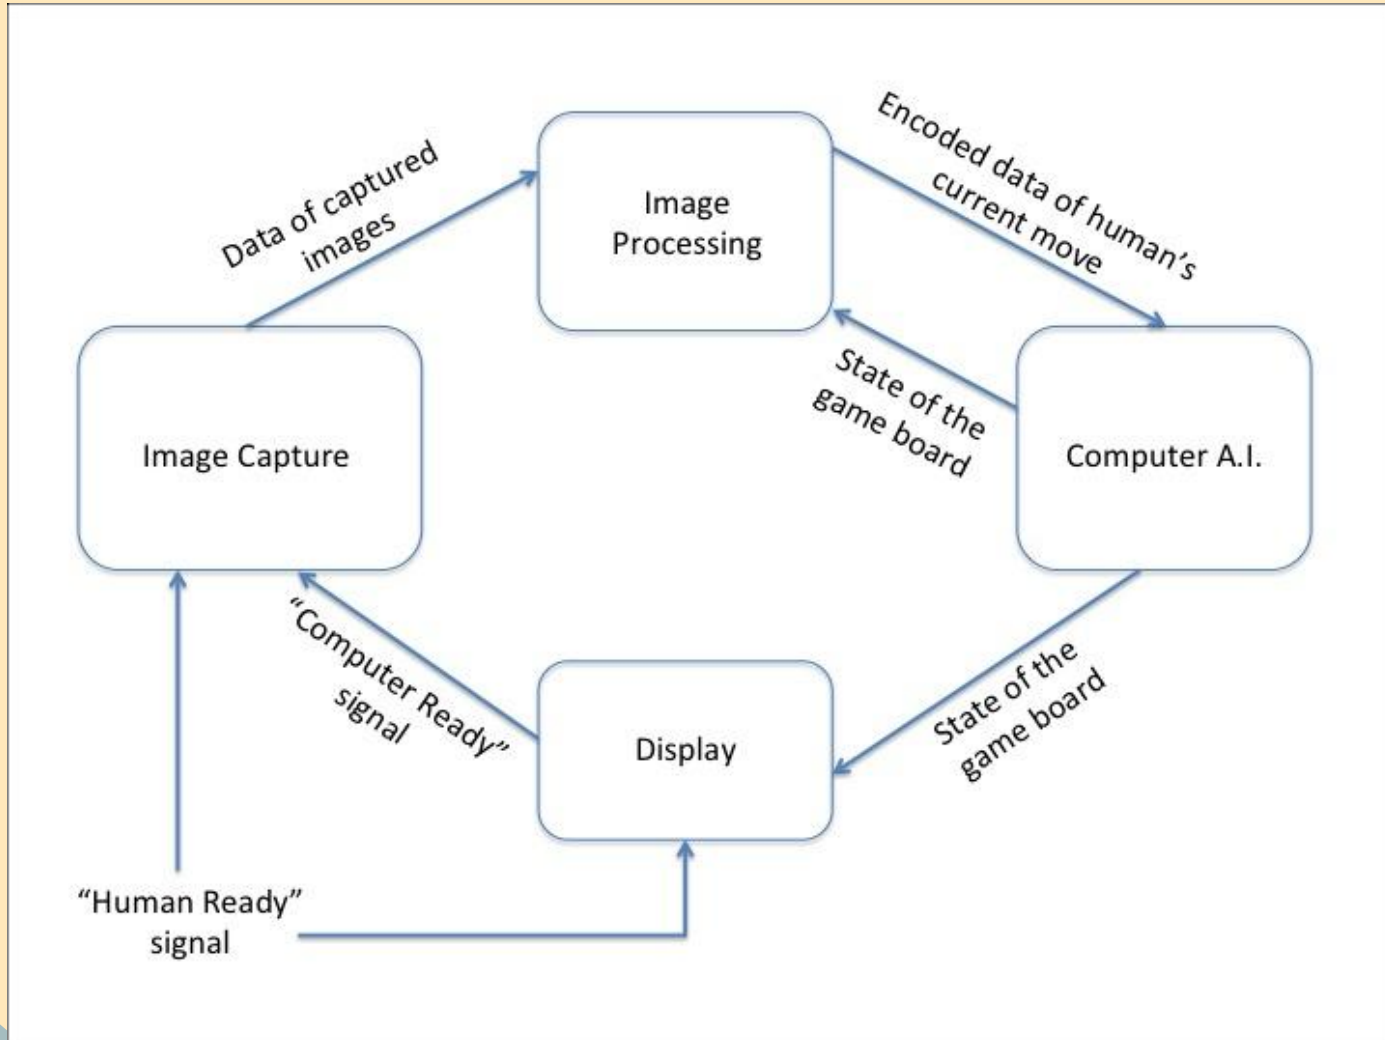 Data of captured
images
Image
Processing
Encoded data of human’s
current move
State of the
game board
Image Capture
Computer A.I.
“Computer Ready”
signal
Display
State of the
game board
“Human Ready”
signal